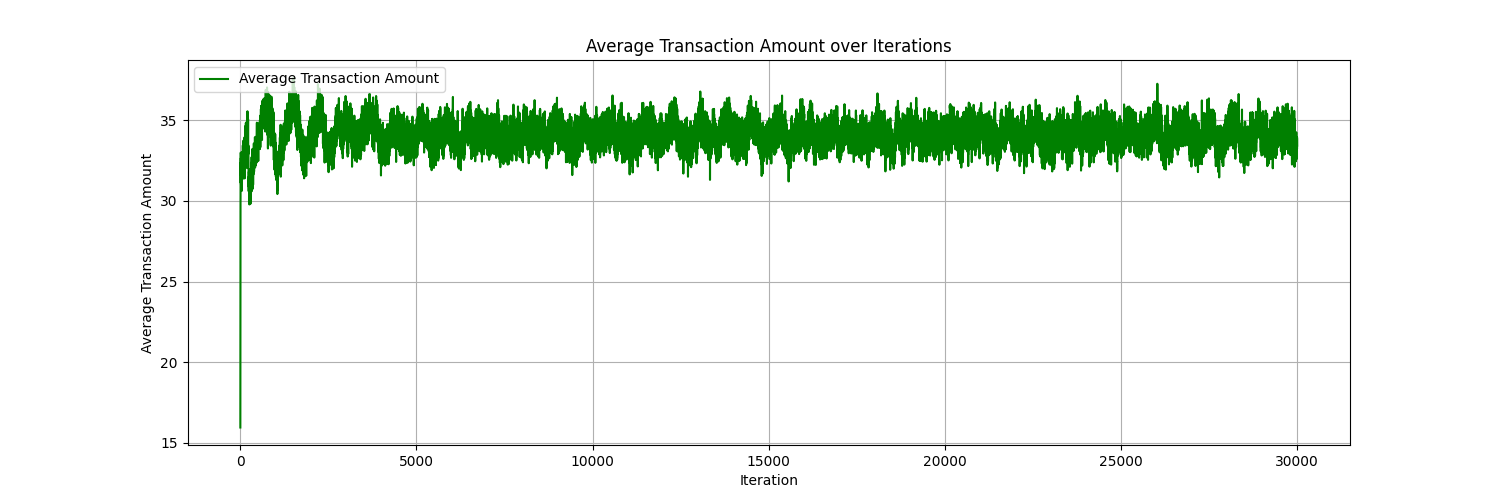 Average Transaction Amount over Iterations
Average Transaction Amount
Average Transaction Amount
35
30
25
20
15
0 5000 10000 15000 20000 25000 30000
Iteration